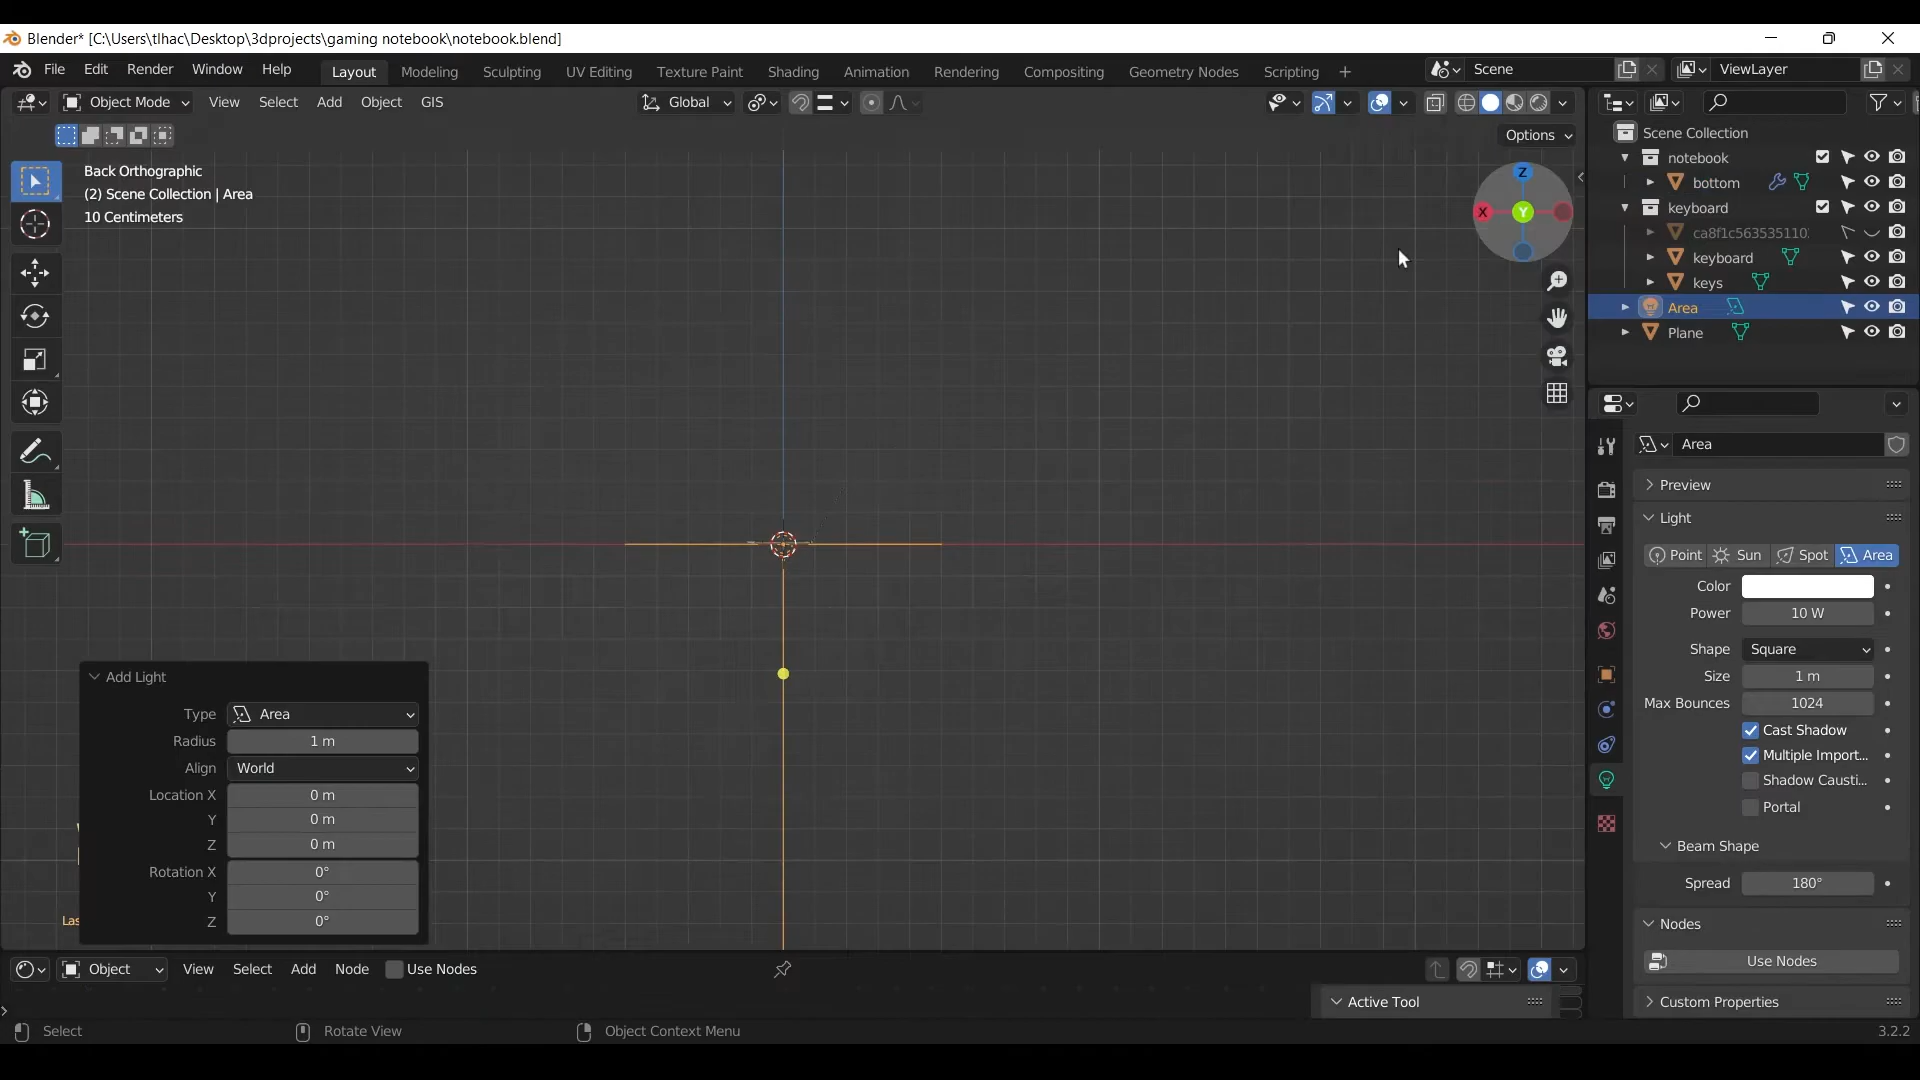 Blender* [C:\Users\tlhac\Desktop\3dprojects\gaming notebook\notebook.blend]
File Edit Render Window Help Layout Modeling Sculpting UV Editing Texture Paint Shading Animation Rendering Compositing Geometry Nodes Scripting + Scene ViewLayer
Object Mode View Select Add Object GIS Global
Options
Back Orthographic
(2) Scene Collection | Area
10 Centimeters
Z
X
Y
Scene Collection
notebook
bottom
keyboard
ca8f1c563535110
keyboard
keys
Area
Plane
Area
Preview
Light
Point Sun Spot Area
Color
Power 10 W
Shape Square
Size 1 m
Max Bounces 1024
Cast Shadow
Multiple Import...
Shadow Causti...
Portal
Beam Shape
Spread 180°
Nodes
Use Nodes
Custom Properties
Add Light
Type Area
Radius 1 m
Align World
Location X 0 m
Y 0 m
Z 0 m
Rotation X 0°
Y 0°
Z 0°
Las
Object View Select Add Node Use Nodes
Active Tool
Select Rotate View Object Context Menu 3.2.2